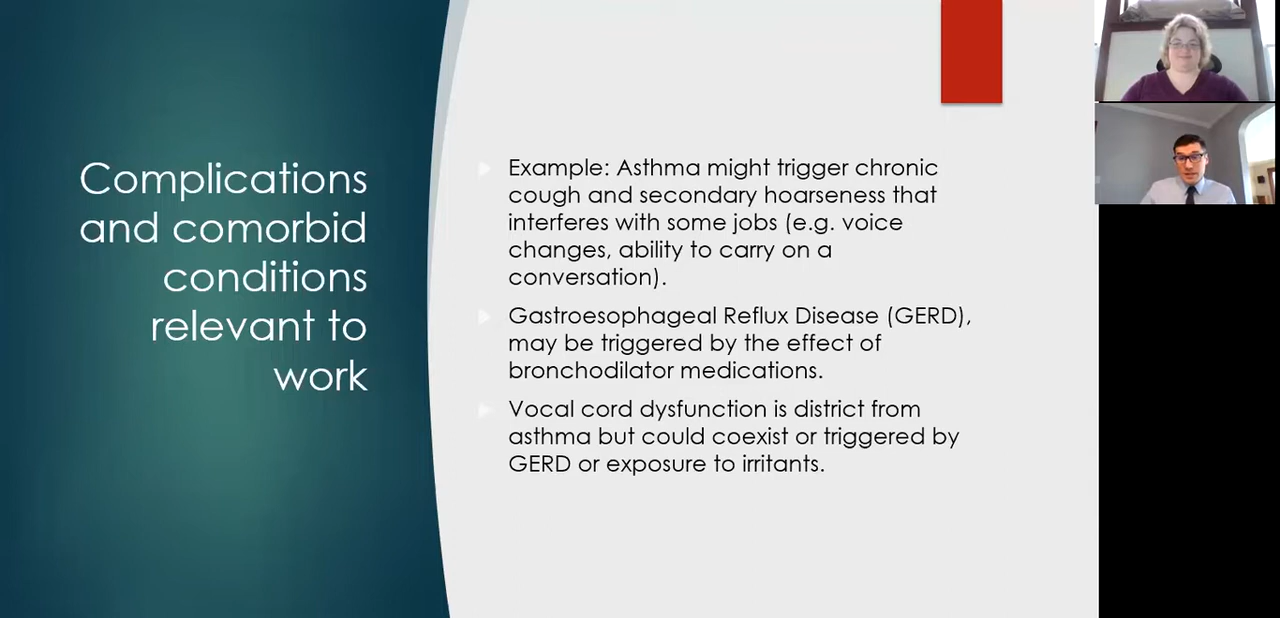 Complications
and comorbid
conditions
relevant to
work
Example: Asthma might trigger chronic
cough and secondary hoarseness that
interferes with some jobs (e.g. voice
changes, ability to carry on a
conversation).
Gastroesophageal Reflux Disease (GERD),
may be triggered by the effect of
bronchodilator medications.
Vocal cord dysfunction is district from
asthma but could coexist or triggered by
GERD or exposure to irritants.